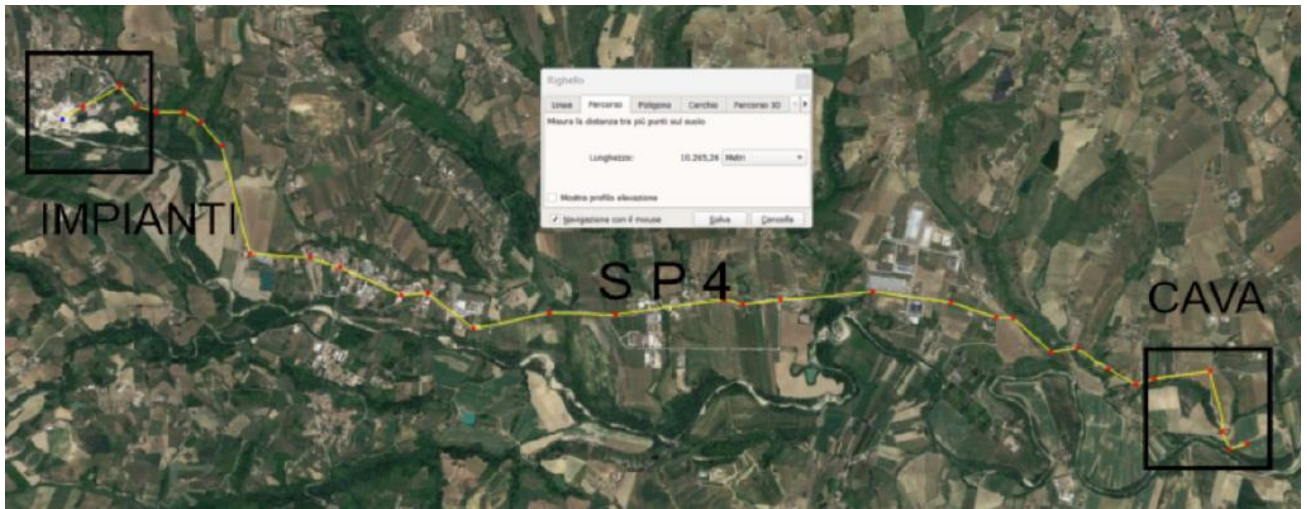 Righello
Linea Percorso Poligono Cerchio Percorso 3D
Misura la distanza tra più punti sul suolo
Lunghezza: 10.265,26 Metri
Mostra profilo elevazione
Navigazione con il mouse Salva Cancella
IMPIANTI
S P 4
CAVA